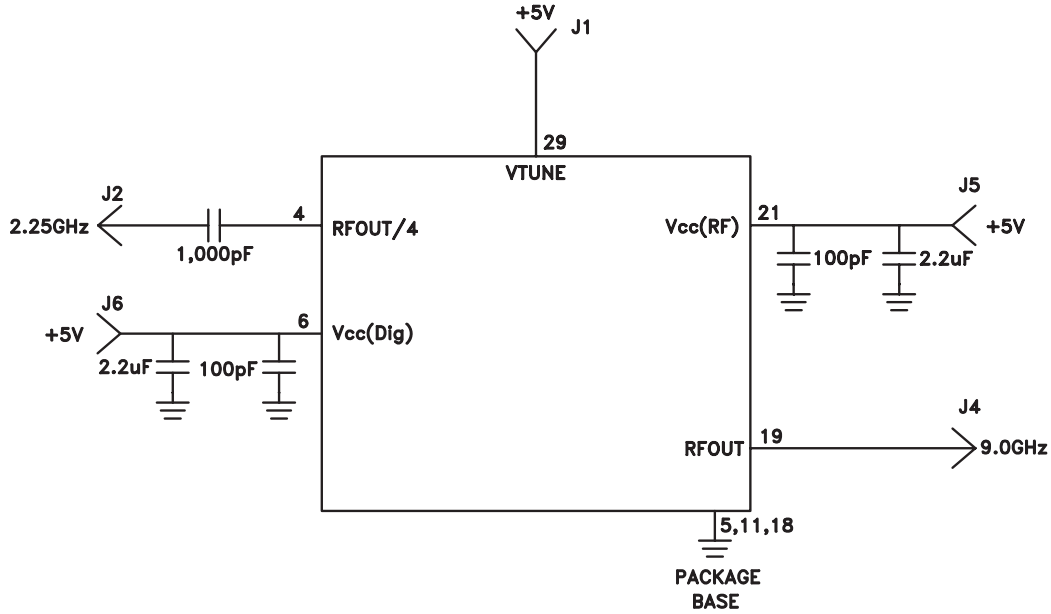 +5V
J1
29
VTUNE
J2
2.25GHz
1,000pF
4
RFOUT/4
J6
+5V
2.2uF
100pF
6
Vcc(Dig)
Vcc(RF)
21
100pF
2.2uF
J5
+5V
RFOUT
19
J4
9.0GHz
5,11,18
PACKAGE
BASE